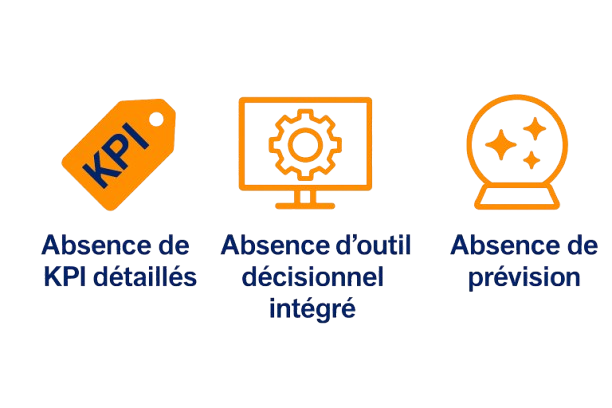 KPI
Absence de
KPI détaillés
Absence d’outil
décisionnel
intégré
Absence de
prévision